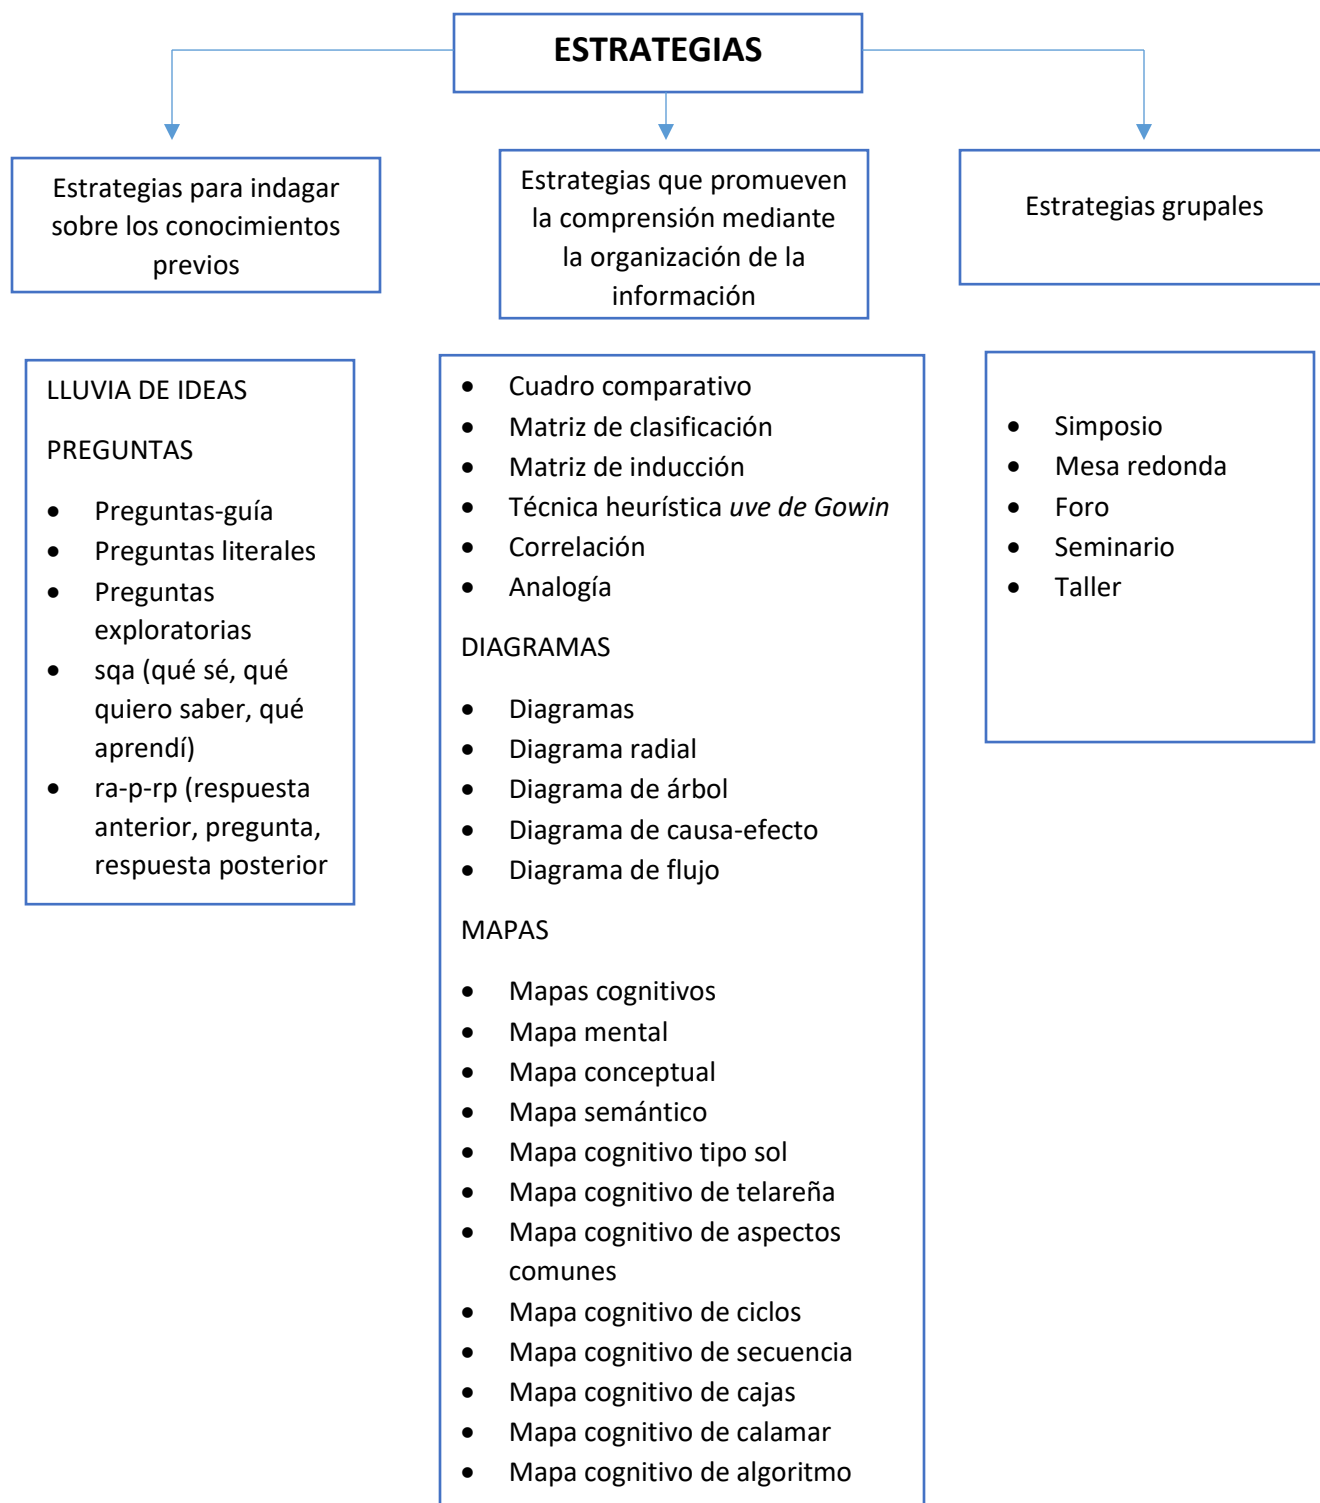 ESTRATEGIAS
Estrategias para indagar
sobre los conocimientos
previos
Estrategias que promueven
la comprensión mediante
la organización de la
información
Estrategias grupales
LLUVIA DE IDEAS
PREGUNTAS
• Preguntas-guía
• Preguntas literales
• Preguntas
exploratorias
• sqa (qué sé, qué
quiero saber, qué
aprendí)
• ra-p-rp (respuesta
anterior, pregunta,
respuesta posterior
• Cuadro comparativo
• Matriz de clasificación
• Matriz de inducción
• Técnica heurística uve de Gowin
• Correlación
• Analogía
DIAGRAMAS
• Diagramas
• Diagrama radial
• Diagrama de árbol
• Diagrama de causa-efecto
• Diagrama de flujo
MAPAS
• Mapas cognitivos
• Mapa mental
• Mapa conceptual
• Mapa semántico
• Mapa cognitivo tipo sol
• Mapa cognitivo de telareña
• Mapa cognitivo de aspectos
comunes
• Mapa cognitivo de ciclos
• Mapa cognitivo de secuencia
• Mapa cognitivo de cajas
• Mapa cognitivo de calamar
• Mapa cognitivo de algoritmo
• Simposio
• Mesa redonda
• Foro
• Seminario
• Taller